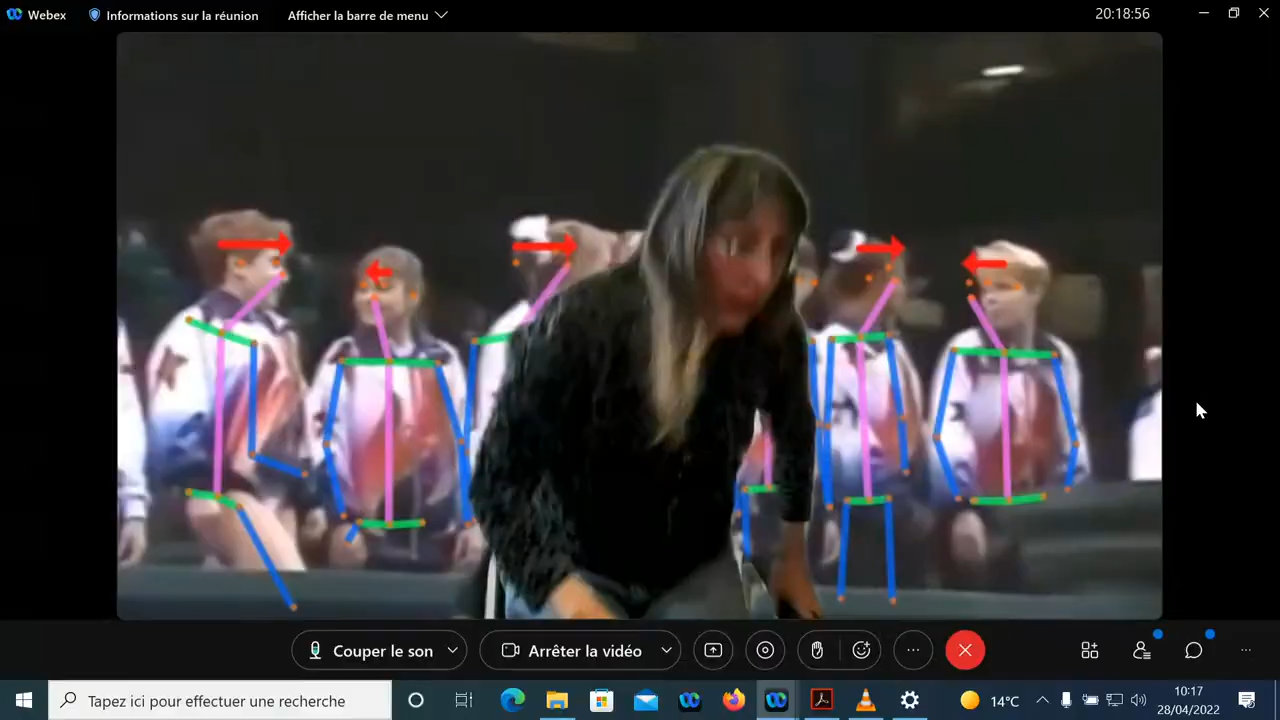 Webex
Informations sur la réunion
Afficher la barre de menu
20:18:56
Couper le son
Arrêter la vidéo
Tapez ici pour effectuer une recherche
14°C
10:17
28/04/2022